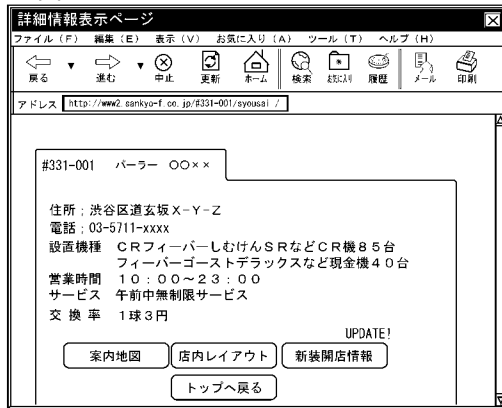 詳細情報表示ページ
ファイル（F） 編集（E） 表示（V） お気に入り（A） ツール（T） ヘルプ（H）
戻る 進む 中止 更新 ホーム 検索 お気に入り 履歴 メール 印刷
アドレス http://www2.sankyo-f.co.jp/#331-001/syousai /
#331-001 パーラー ○○××
住所；渋谷区道玄坂X-Y-Z
電話；03-5711-xxxx
設置機種 CRフィーバーしむけんSRなどCR機85台
フィーバーゴーストデラックスなど現金機40台
営業時間 10：00～23：00
サービス 午前中無制限サービス
交換率 1球3円
UPDATE!
案内地図 店内レイアウト 新装開店情報
トップへ戻る